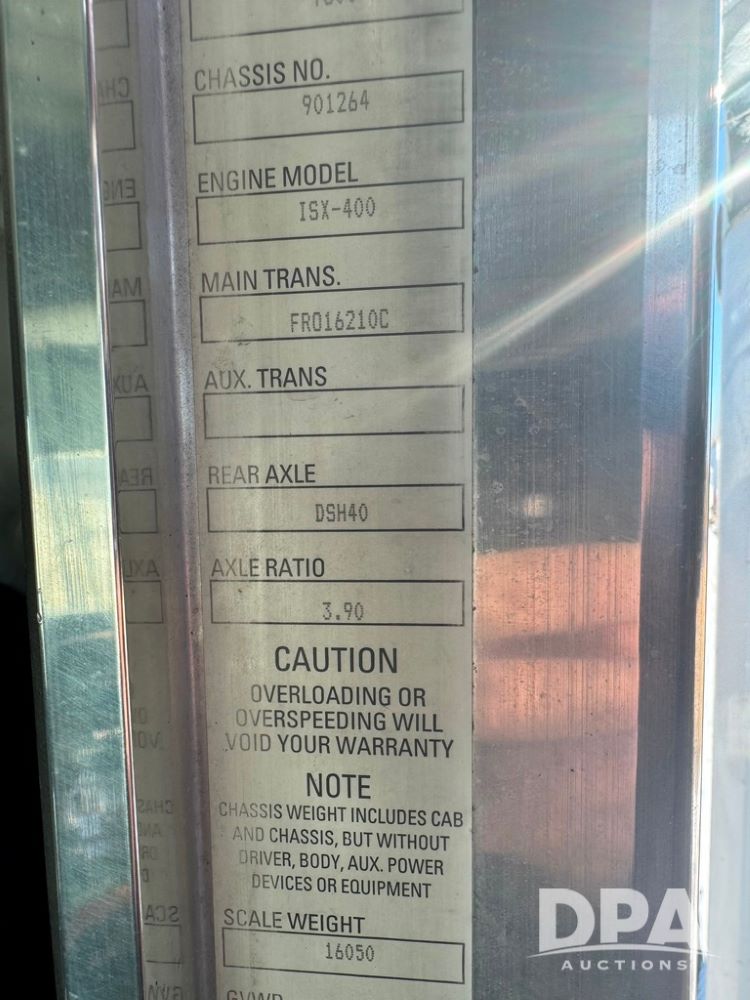 CHASSIS NO.
901264
ENGINE MODEL
ISX-400
MAIN TRANS.
FRO16210C
AUX. TRANS
REAR AXLE
DSH40
AXLE RATIO
3.90
CAUTION
OVERLOADING OR
OVERSPEEDING WILL
VOID YOUR WARRANTY
NOTE
CHASSIS WEIGHT INCLUDES CAB
AND CHASSIS, BUT WITHOUT
DRIVER, BODY, AUX. POWER
DEVICES OR EQUIPMENT
SCALE WEIGHT
16050
GVWR
DPA
AUCTIONS